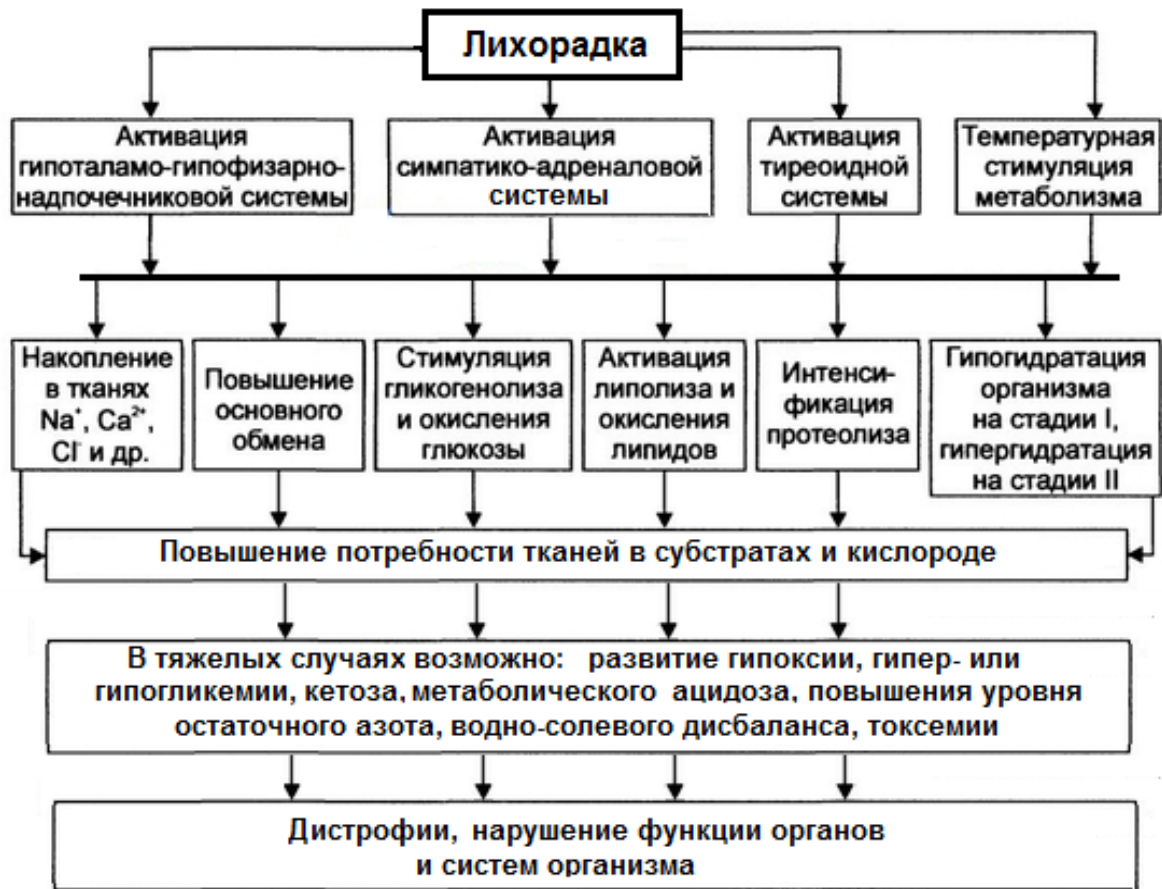 Лихорадка
Активация
гипоталамо-гипофизарно-
надпочечниковой системы
Активация
симпатико-адреналовой
системы
Активация
тиреоидной
системы
Температурная
стимуляция
метаболизма
Накопление
в тканях
Na⁺, Ca²⁺,
Cl⁻ и др.
Повышение
основного
обмена
Стимуляция
гликогенолиза
и окисления
глюкозы
Активация
липолиза и
окисления
липидов
Интенси-
фикация
протеолиза
Гипогидратация
организма
на стадии I,
гипергидратация
на стадии II
Повышение потребности тканей в субстратах и кислороде
В тяжелых случаях возможно: развитие гипоксии, гипер- или
гипогликемии, кетоза, метаболического ацидоза, повышения уровня
остаточного азота, водно-солевого дисбаланса, токсемии
Дистрофии, нарушение функции органов
и систем организма